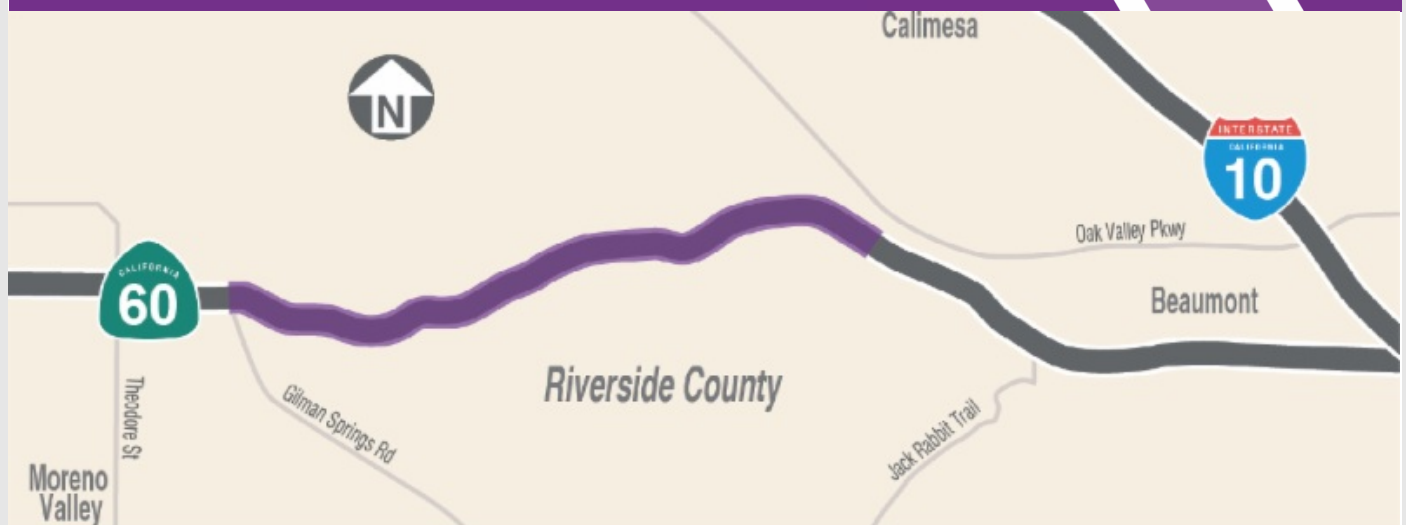 Calimesa
N
INTERSTATE
CALIFORNIA
10
Oak Valley Pkwy
CALIFORNIA
60
Beaumont
Riverside County
Theodore St
Gilman Springs Rd
Jack Rabbit Trail
Moreno
Valley